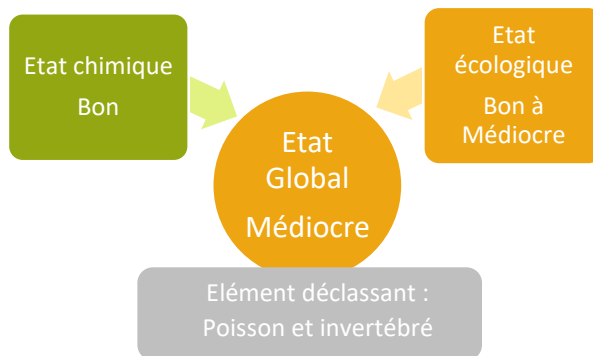 Etat chimique
Bon
Etat
écologique
Bon à
Médiocre
Etat
Global
Médiocre
Elément déclassant :
Poisson et invertébré